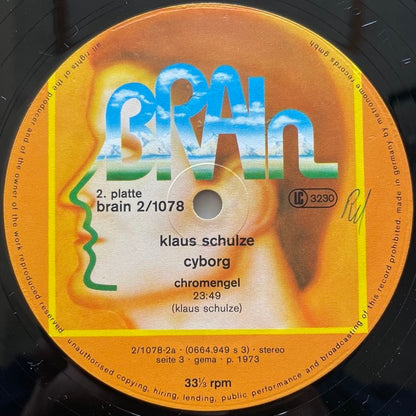 all rights of the producer and of the owner of the work reproduced reserved
unauthorised copying, hiring, lending, public performance and broadcasting of this record prohibited. made in germany by metronome records gmbh
BRAIn
2. platte
brain 2/1078
LC 3230
klaus schulze
cyborg
chromengel
23:49
(klaus schulze)
2/1078-2a · (0664.949 s 3) · stereo
seite 3 · gema · p. 1973
33⅓ rpm